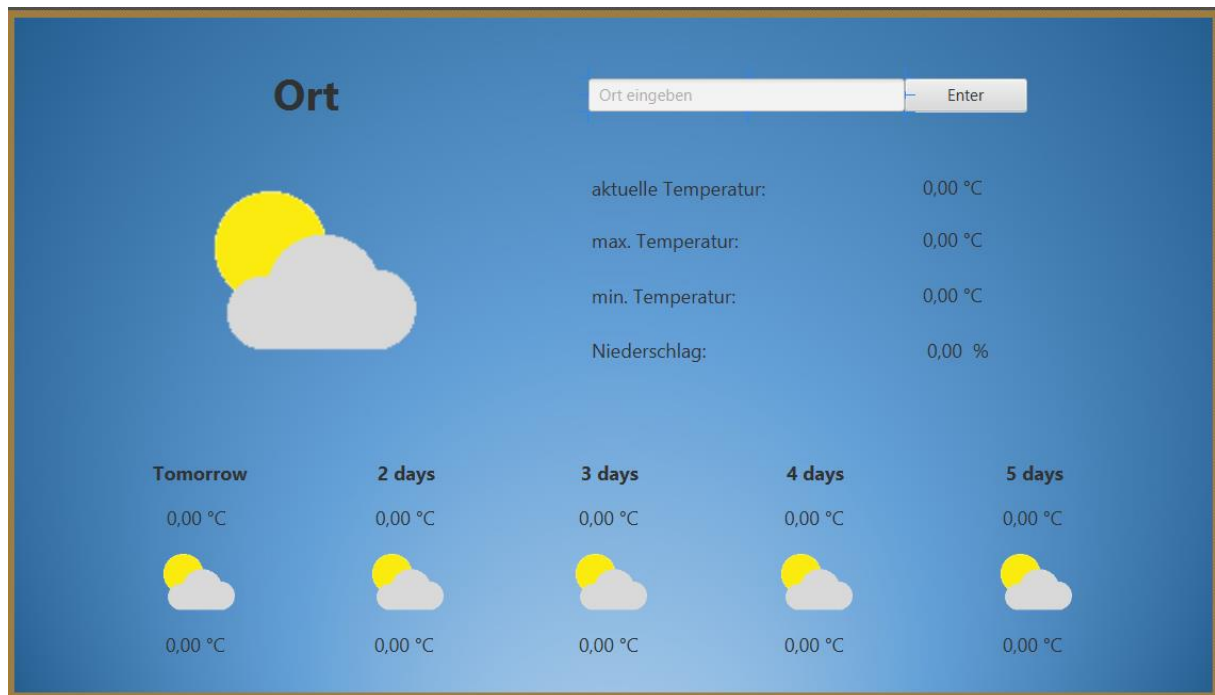 Ort
Ort eingeben Enter
aktuelle Temperatur: 0,00 °C
max. Temperatur: 0,00 °C
min. Temperatur: 0,00 °C
Niederschlag: 0,00 %
Tomorrow 2 days 3 days 4 days 5 days
0,00 °C 0,00 °C 0,00 °C 0,00 °C 0,00 °C
0,00 °C 0,00 °C 0,00 °C 0,00 °C 0,00 °C